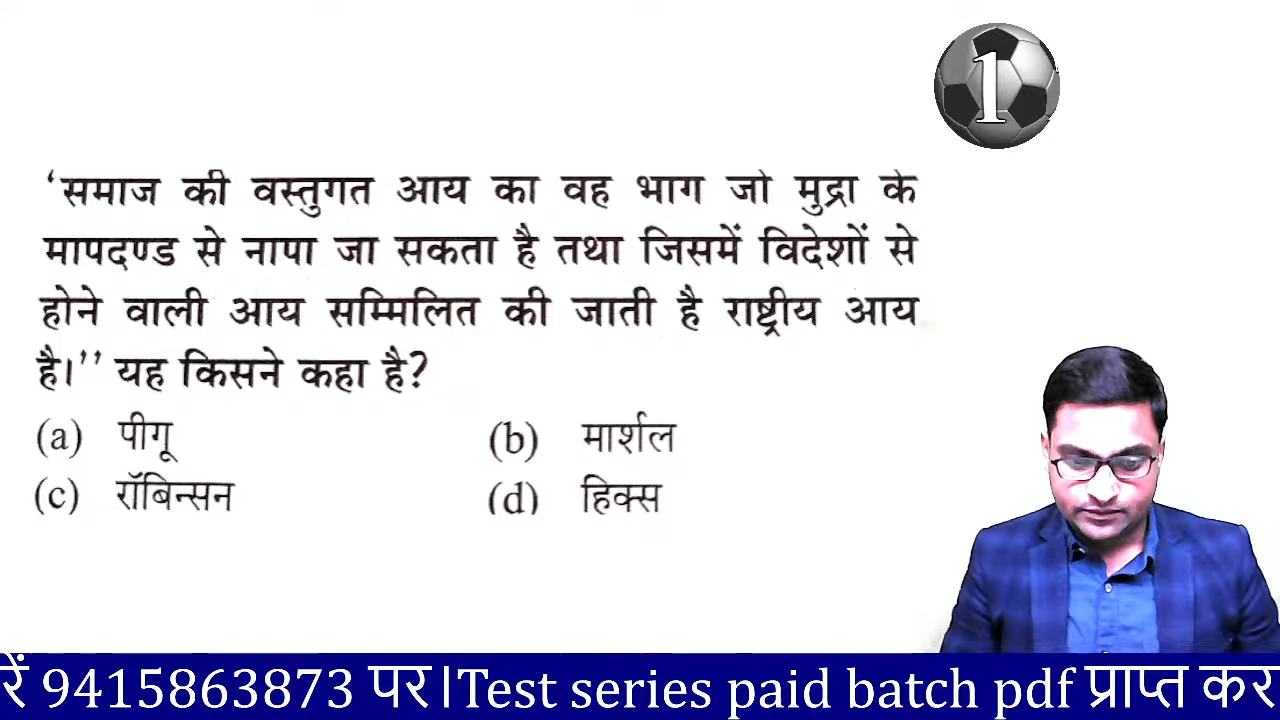 1
‘समाज की वस्तुगत आय का वह भाग जो मुद्रा के
मापदण्ड से नापा जा सकता है तथा जिसमें विदेशों से
होने वाली आय सम्मिलित की जाती है राष्ट्रीय आय
है।’’ यह किसने कहा है?
(a) पीगू (b) मार्शल
(c) रॉबिन्सन (d) हिक्स
रें 9415863873 पर।Test series paid batch pdf प्राप्त कर